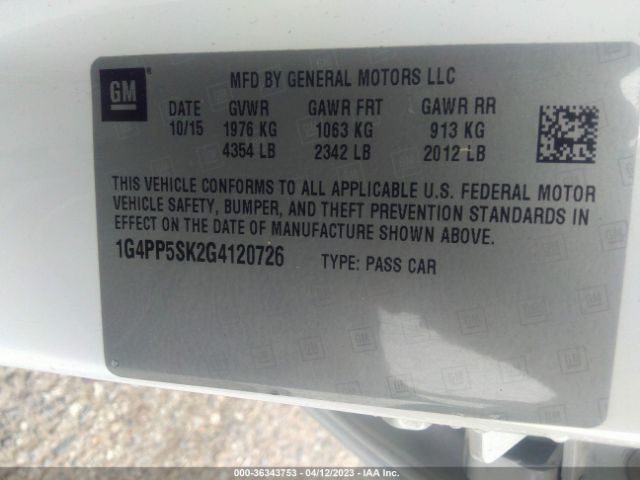 GM ® MFD BY GENERAL MOTORS LLC
DATE GVWR GAWR FRT GAWR RR
10/15 1976 KG 1063 KG 913 KG
4354 LB 2342 LB 2012 LB
THIS VEHICLE CONFORMS TO ALL APPLICABLE U.S. FEDERAL MOTOR
VEHICLE SAFETY, BUMPER, AND THEFT PREVENTION STANDARDS IN
EFFECT ON THE DATE OF MANUFACTURE SHOWN ABOVE.
1G4PP5SK2G4120726 TYPE: PASS CAR
000-36343753 - 04/12/2023 - IAA Inc.